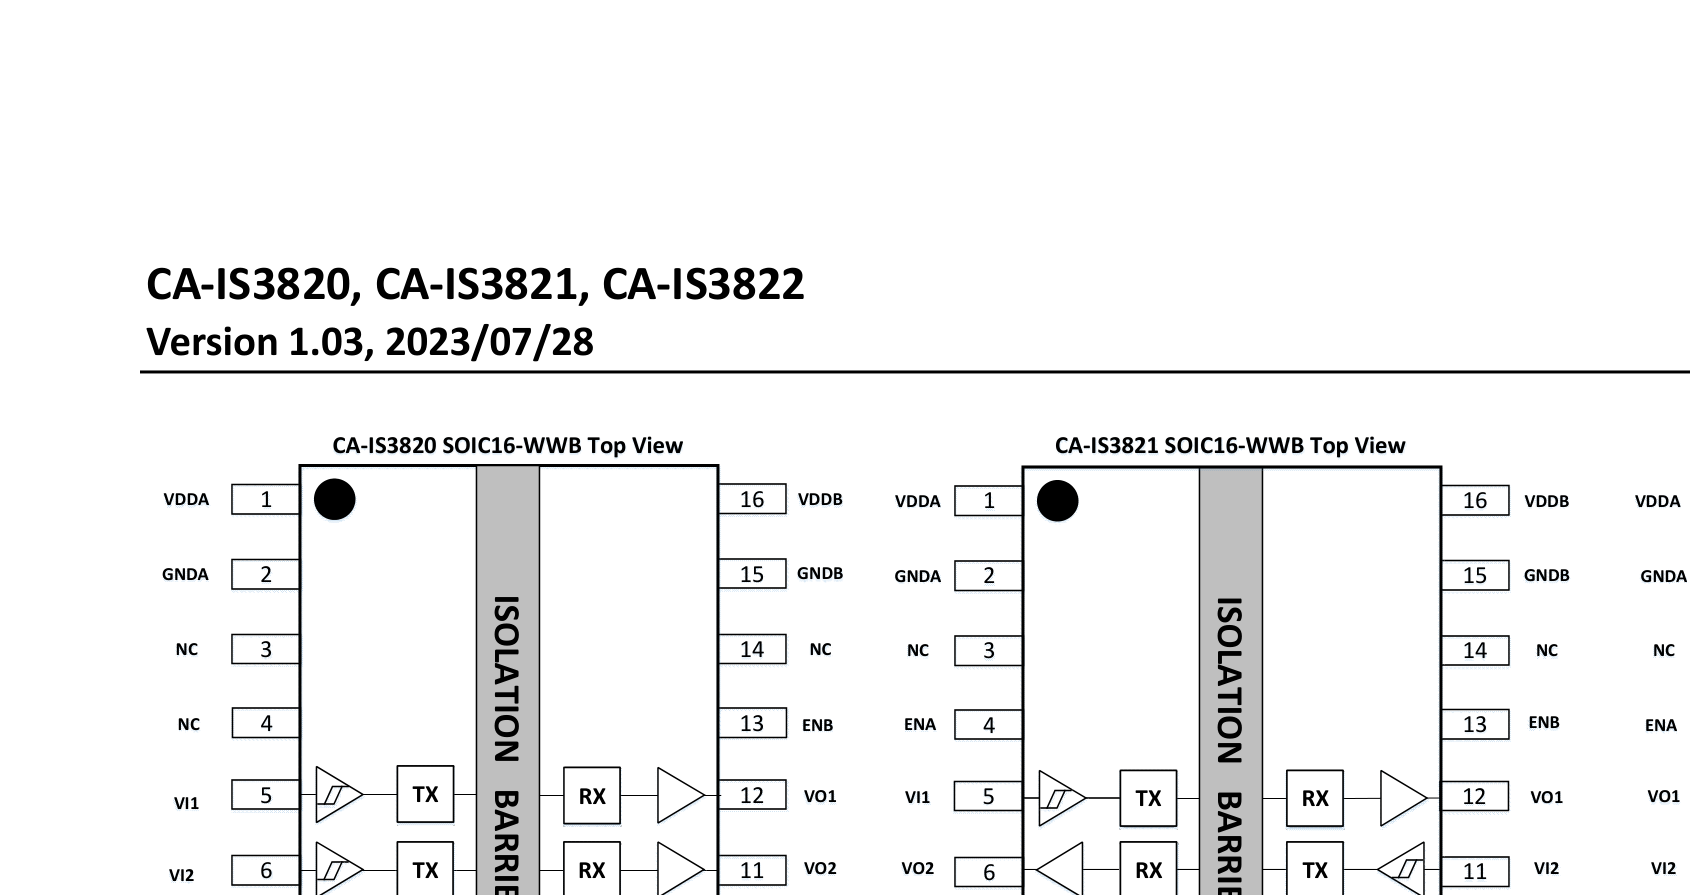 CA-IS3820, CA-IS3821, CA-IS3822
Version 1.03, 2023/07/28
CA-IS3820 SOIC16-WWB Top View
VDDA 1 16 VDDB
GNDA 2 15 GNDB
NC 3 14 NC
NC 4 13 ENB
VI1 5 TX RX 12 VO1
VI2 6 TX RX 11 VO2
ISOLATION BARRIE
CA-IS3821 SOIC16-WWB Top View
VDDA 1 16 VDDB
GNDA 2 15 GNDB
NC 3 14 NC
ENA 4 13 ENB
VI1 5 TX RX 12 VO1
VO2 6 RX TX 11 VI2
ISOLATION BARRIE
VDDA
GNDA
NC
ENA
VO1
VI2